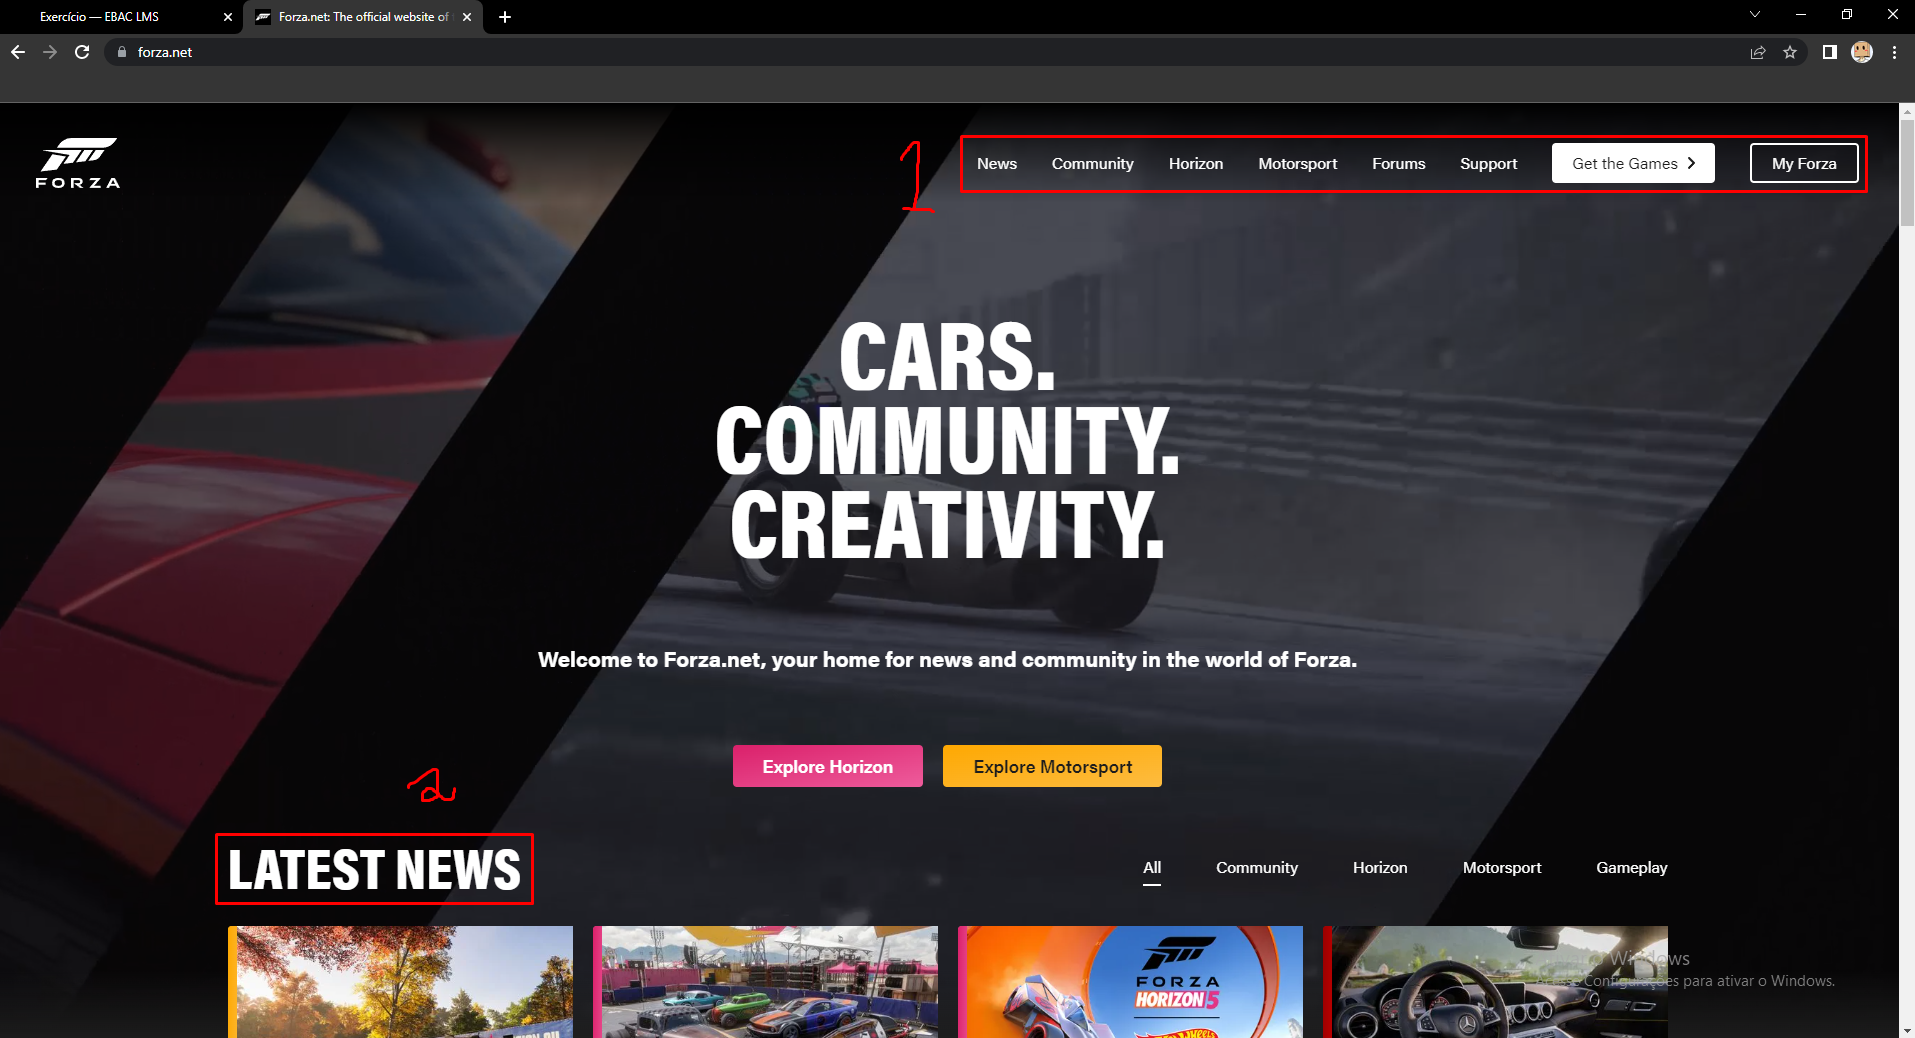 Exercício — EBAC LMS
Forza.net: The official website of
forza.net
FORZA
1
News Community Horizon Motorsport Forums Support Get the Games My Forza
CARS.
COMMUNITY.
CREATIVITY.
Welcome to Forza.net, your home for news and community in the world of Forza.
Explore Horizon Explore Motorsport
2
LATEST NEWS
All Community Horizon Motorsport Gameplay
FORZA
HORIZON 5
HOT WHEELS
Windows
Configurações para ativar o Windows.